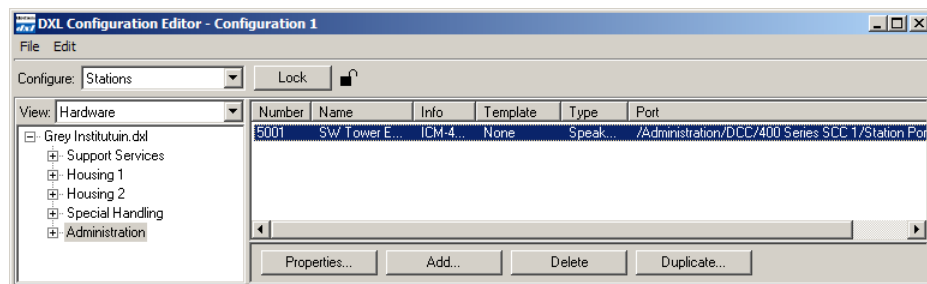 DXL Configuration Editor - Configuration 1
File Edit
Configure: Stations Lock
View: Hardware
Number Name Info Template Type Port
5001 SW Tower E... ICM-4... None Speak... /Administration/DCC/400 Series SCC 1/Station Por
Grey Institutuin.dxl
Support Services
Housing 1
Housing 2
Special Handling
Administration
Properties... Add... Delete Duplicate...